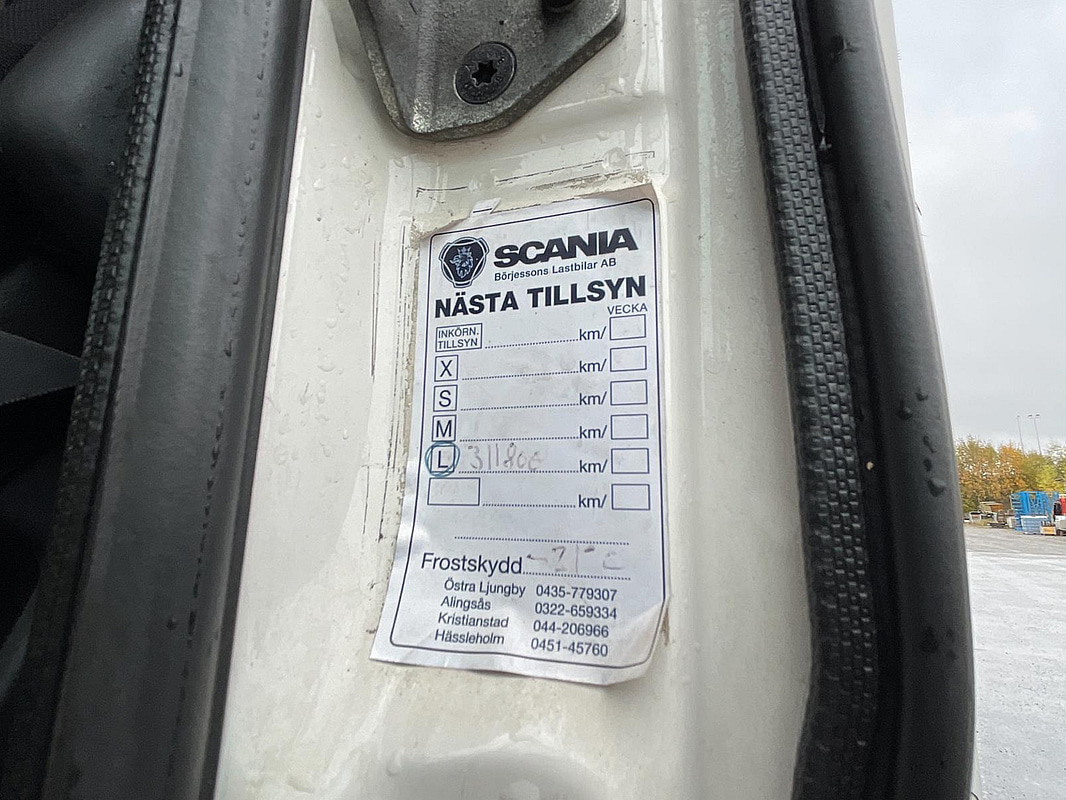 SCANIA
Börjessons Lastbilar AB
NÄSTA TILLSYN
VECKA
INKÖRN. TILLSYN km/
X km/
S km/
M km/
L km/
km/
Frostskydd
Östra Ljungby 0435-779307
Alingsås 0322-659334
Kristianstad 044-206966
Hässleholm 0451-45760